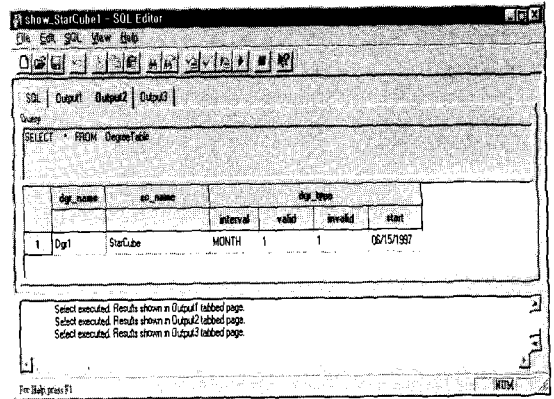 show_StarCube1 - SQL Editor
File Edit SQL View Help
SQL Output1 Output2 Output3
Query
SELECT * FROM DegreeTable
dgr_name sc_name dgr_type
interval valid invalid start
1 Dgr1 StarCube MONTH 1 1 06/15/1997
Select executed. Results shown in Output1 tabbed page.
Select executed. Results shown in Output2 tabbed page.
Select executed. Results shown in Output3 tabbed page.
For Help, press F1 NUM